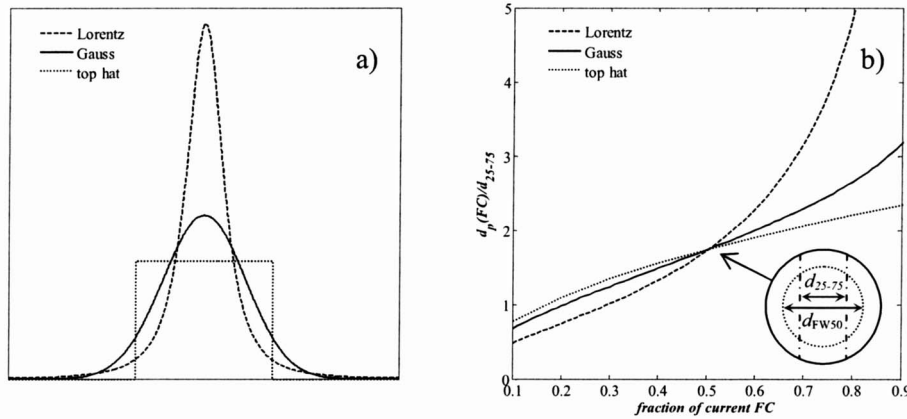 Lorentz
Gauss
top hat
a)
5
4
3
2
1
0
d_p(FC)/d_25-75
Lorentz
Gauss
top hat
b)
d_25-75
d_FW50
0.1 0.2 0.3 0.4 0.5 0.6 0.7 0.8 0.9
fraction of current FC